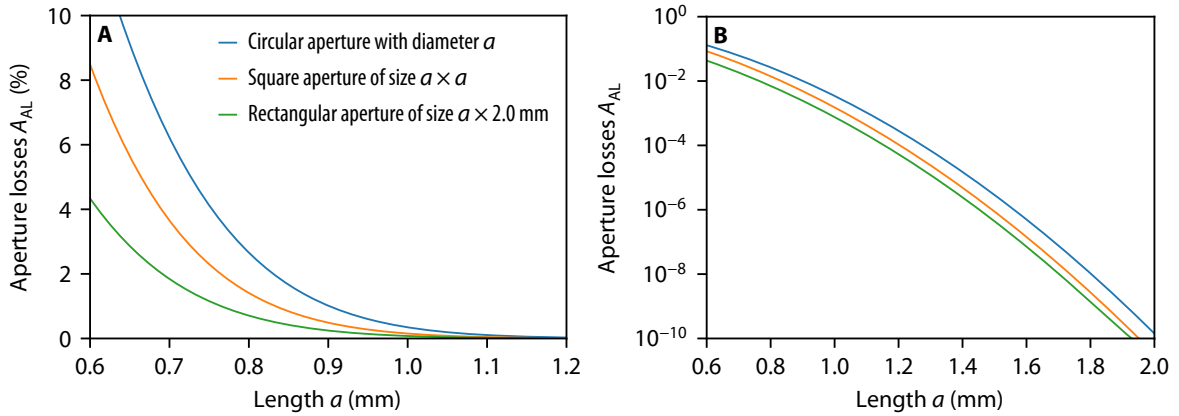 A
Circular aperture with diameter a
Square aperture of size a × a
Rectangular aperture of size a × 2.0 mm
Aperture losses A_AL (%)
10
8
6
4
2
0
0.6 0.7 0.8 0.9 1.0 1.1 1.2
Length a (mm)
B
Aperture losses A_AL
10^0
10^−2
10^−4
10^−6
10^−8
10^−10
0.6 0.8 1.0 1.2 1.4 1.6 1.8 2.0
Length a (mm)